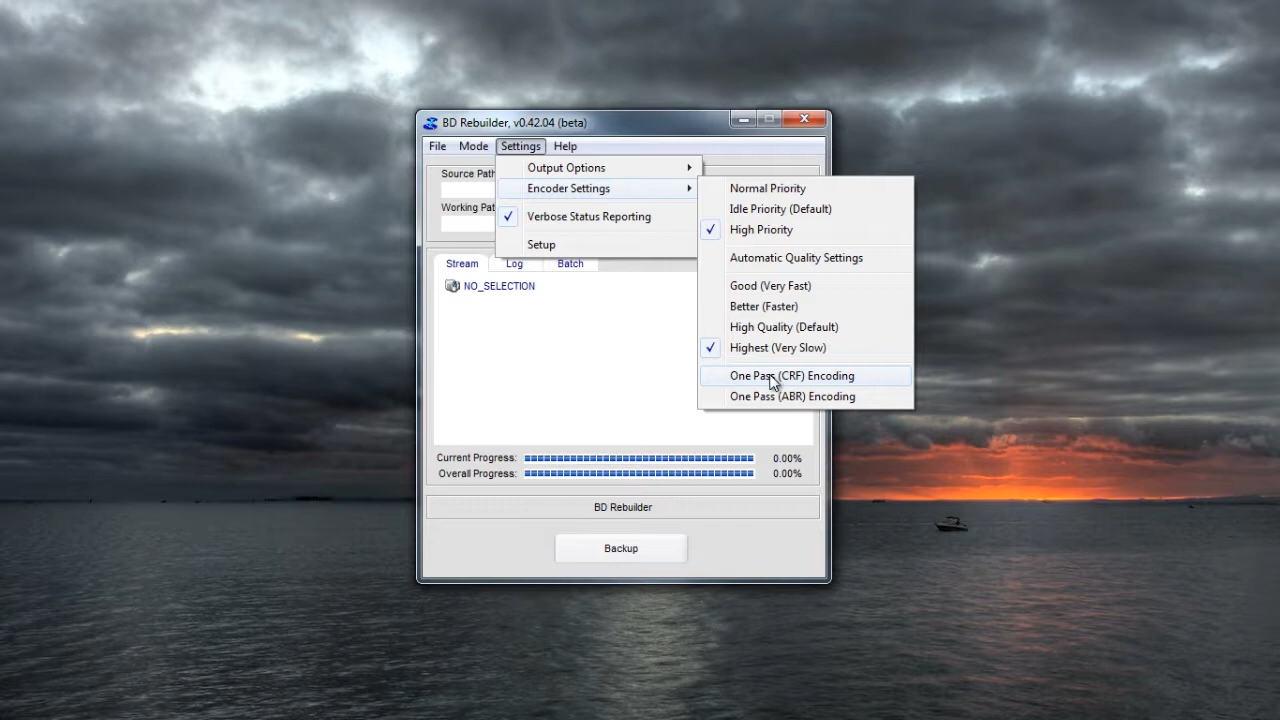 BD Rebuilder, v0.42.04 (beta)
File Mode Settings Help
Source Path
Working Pat
Output Options
Encoder Settings
Verbose Status Reporting
Setup
Normal Priority
Idle Priority (Default)
High Priority
Automatic Quality Settings
Good (Very Fast)
Better (Faster)
High Quality (Default)
Highest (Very Slow)
One Pass (CRF) Encoding
One Pass (ABR) Encoding
Stream Log Batch
NO_SELECTION
Current Progress: 0.00%
Overall Progress: 0.00%
BD Rebuilder
Backup